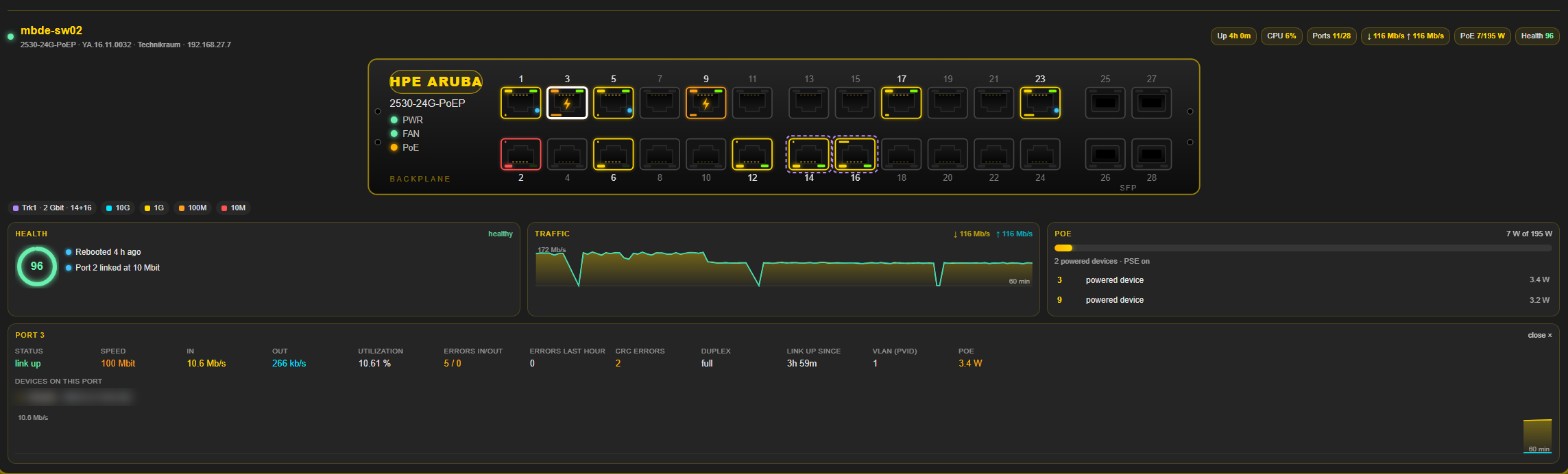 mbde-sw02
2530-24G-PoEP · YA.16.11.0032 · Technikraum · 192.168.27.7
Up 4h 0m CPU 6% Ports 11/28 ↓ 116 Mb/s ↑ 116 Mb/s PoE 7/195 W Health 96
HPE ARUBA
2530-24G-PoEP
PWR
FAN
PoE
BACKPLANE
1 3 5 7 9 11 13 15 17 19 21 23 25 27
2 4 6 8 10 12 14 16 18 20 22 24 26 28
SFP
Trk1 · 2 Gbit · 14+16 10G 1G 100M 10M
HEALTH healthy
96
Rebooted 4 h ago
Port 2 linked at 10 Mbit
TRAFFIC ↓ 116 Mb/s ↑ 116 Mb/s
172 Mb/s
60 min
POE 7 W of 195 W
2 powered devices · PSE on
3 powered device 3.4 W
9 powered device 3.2 W
PORT 3 close ×
STATUS SPEED IN OUT UTILIZATION ERRORS IN/OUT ERRORS LAST HOUR CRC ERRORS DUPLEX LINK UP SINCE VLAN (PVID) POE
link up 100 Mbit 10.6 Mb/s 266 kb/s 10.61 % 5 / 0 0 2 full 3h 59m 1 3.4 W
DEVICES ON THIS PORT
10.0 Mb/s
60 min